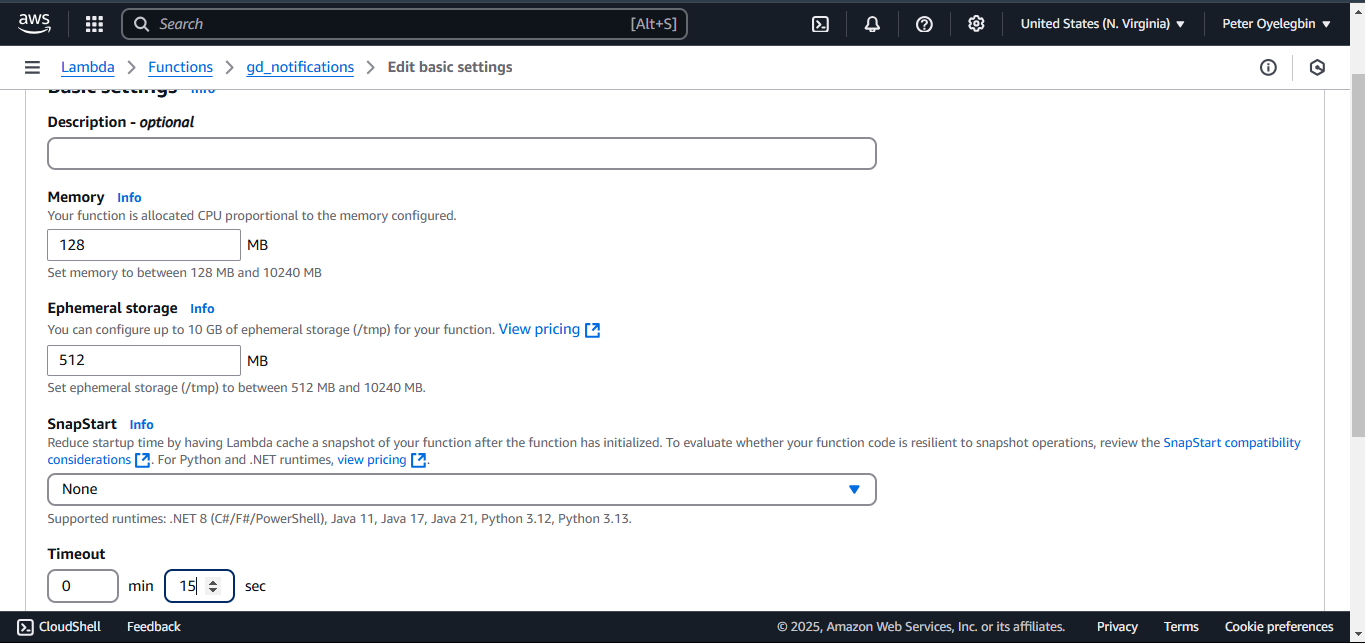 aws
Search [Alt+S]
United States (N. Virginia)
Peter Oyelegbin
Lambda
Functions
gd_notifications
Edit basic settings
Basic settings Info
Description - optional
Memory Info
Your function is allocated CPU proportional to the memory configured.
128 MB
Set memory to between 128 MB and 10240 MB
Ephemeral storage Info
You can configure up to 10 GB of ephemeral storage (/tmp) for your function. View pricing
512 MB
Set ephemeral storage (/tmp) to between 512 MB and 10240 MB.
SnapStart Info
Reduce startup time by having Lambda cache a snapshot of your function after the function has initialized. To evaluate whether your function code is resilient to snapshot operations, review the SnapStart compatibility
considerations . For Python and .NET runtimes, view pricing .
None
Supported runtimes: .NET 8 (C#/F#/PowerShell), Java 11, Java 17, Java 21, Python 3.12, Python 3.13.
Timeout
0 min 15 sec
CloudShell Feedback © 2025, Amazon Web Services, Inc. or its affiliates. Privacy Terms Cookie preferences